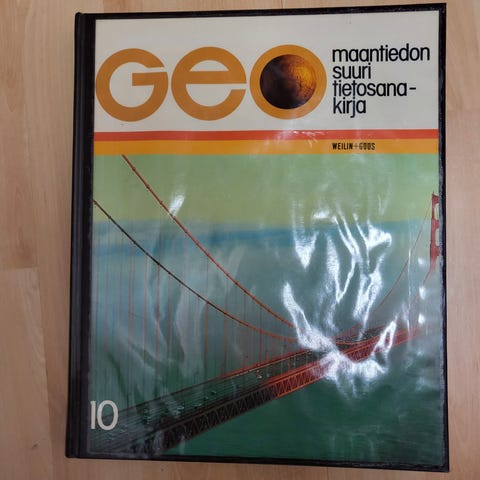 GEO
maantiedon
suuri
tietosana-
kirja
WEILIN+GÖÖS
10